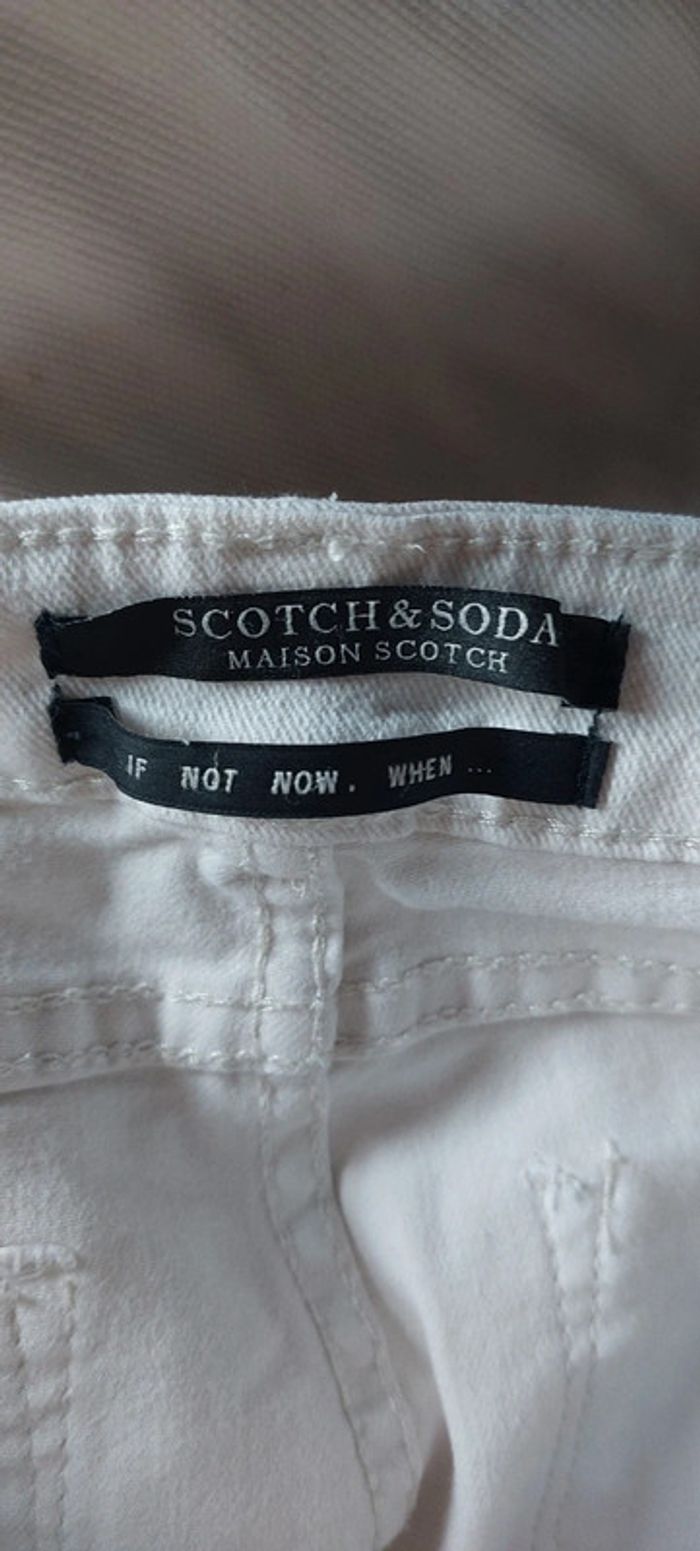 SCOTCH & SODA
MAISON SCOTCH
IF NOT NOW. WHEN ...